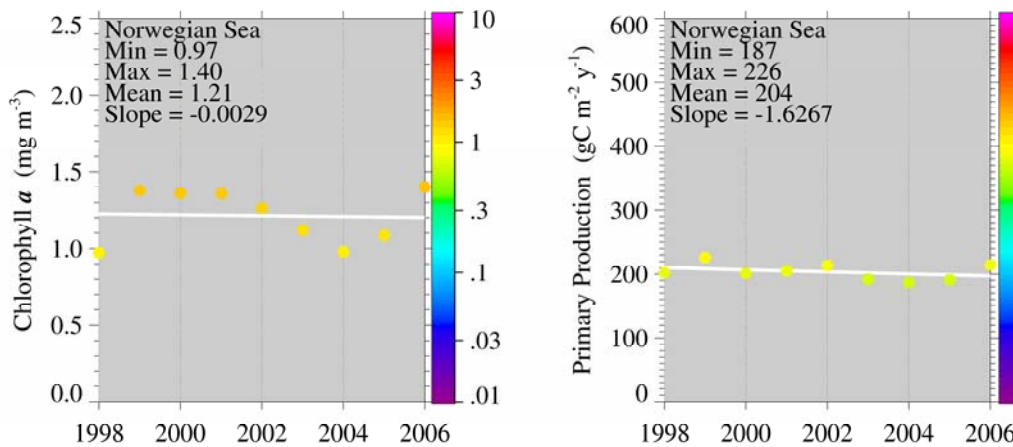 2.5
2.0
1.5
1.0
0.5
0.0
Chlorophyll a (mg m-3)
Norwegian Sea
Min = 0.97
Max = 1.40
Mean = 1.21
Slope = -0.0029
1998 2000 2002 2004 2006
10
3
1
.3
.1
.03
.01
600
500
400
300
200
100
0
Primary Production (gC m-2 y-1)
Norwegian Sea
Min = 187
Max = 226
Mean = 204
Slope = -1.6267
1998 2000 2002 2004 2006